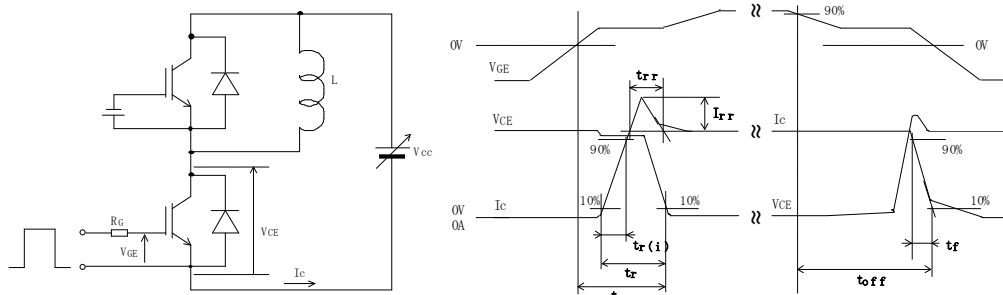 L
Vcc
RG
VGE
VCE
Ic
0V
VGE
90%
0V
trr
Irr
VCE
Ic
90%
90%
10%
10%
10%
0V
0A
Ic
VCE
tr(i)
tf
tr
toff